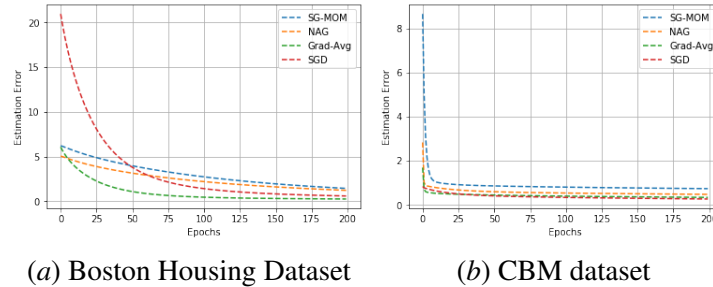 SG-MOM
NAG
Grad-Avg
SGD
Estimation Error
20
15
10
5
0
0 25 50 75 100 125 150 175 200
Epochs
SG-MOM
NAG
Grad-Avg
SGD
Estimation Error
8
6
4
2
0
0 25 50 75 100 125 150 175 200
Epochs
(a) Boston Housing Dataset
(b) CBM dataset